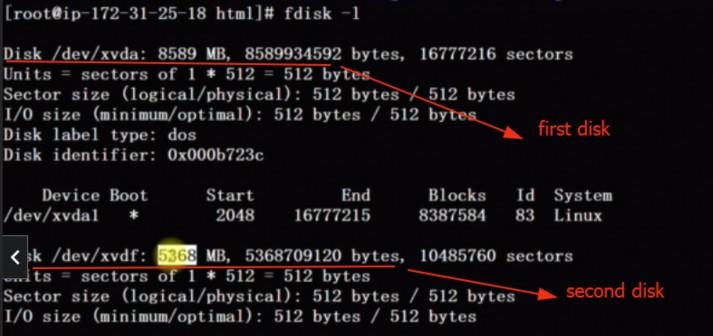 [root@ip-172-31-25-18 html]# fdisk -l
Disk /dev/xvda: 8589 MB, 8589934592 bytes, 16777216 sectors
Units = sectors of 1 * 512 = 512 bytes
Sector size (logical/physical): 512 bytes / 512 bytes
I/O size (minimum/optimal): 512 bytes / 512 bytes
first disk
Disk label type: dos
Disk identifier: 0x000b723c
Device Boot Start End Blocks Id System
/dev/xvda1 * 2048 16777215 8387584 83 Linux
sk /dev/xvdf: 5368 MB, 5368709120 bytes, 10485760 sectors
nits = sectors of 1 * 512 = 512 bytes
Sector size (logical/physical): 512 bytes / 512 bytes
second disk
I/O size (minimum/optimal): 512 bytes / 512 bytes